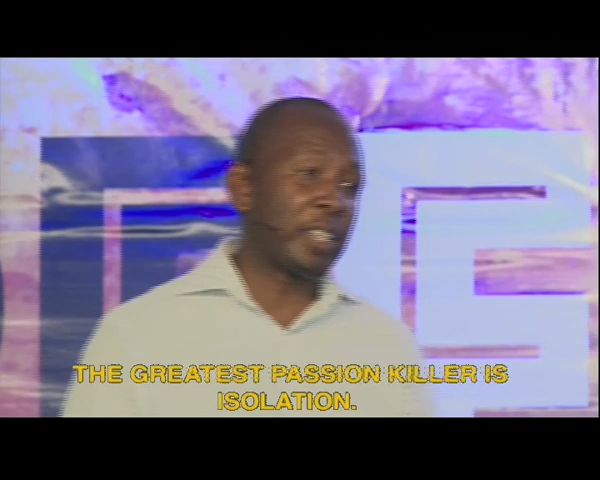 THE GREATEST PASSION KILLER IS
ISOLATION.